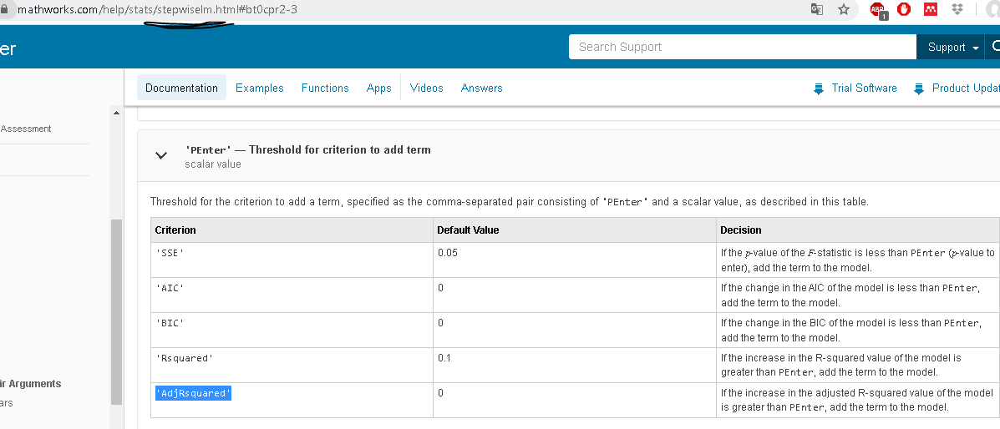 mathworks.com/help/stats/stepwiselm.html#bt0cpr2-3
ABP
1
er
Search Support
Support
Documentation
Examples
Functions
Apps
Videos
Answers
Trial Software
Product Updat
Assessment
'PEnter' — Threshold for criterion to add term
scalar value
Threshold for the criterion to add a term, specified as the comma-separated pair consisting of 'PEnter' and a scalar value, as described in this table.
Criterion Default Value Decision
'SSE' 0.05 If the p-value of the F-statistic is less than PEnter (p-value to
enter), add the term to the model.
'AIC' 0 If the change in the AIC of the model is less than PEnter,
add the term to the model.
'BIC' 0 If the change in the BIC of the model is less than PEnter,
add the term to the model.
'Rsquared' 0.1 If the increase in the R-squared value of the model is
greater than PEnter, add the term to the model.
'AdjRsquared' 0 If the increase in the adjusted R-squared value of the model
is greater than PEnter, add the term to the model.
ir Arguments
ars